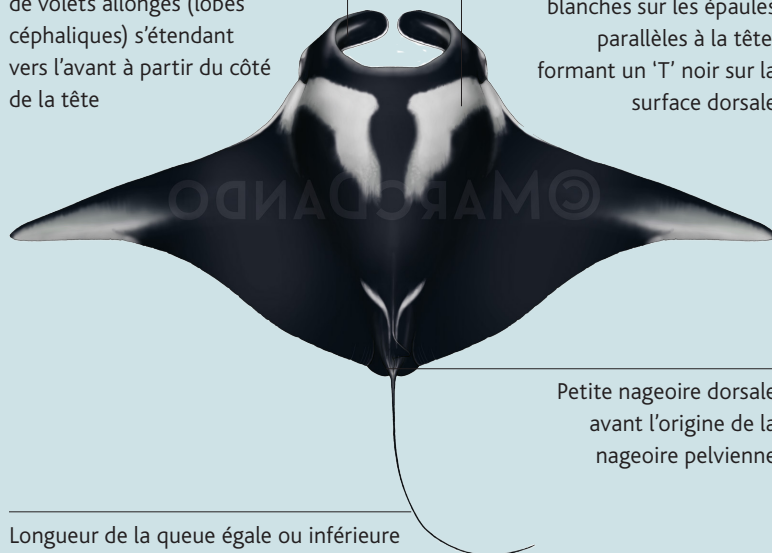 de volets allongés (lobes
céphaliques) s’étendant
vers l’avant à partir du côté
de la tête
blanches sur les épaules
parallèles à la tête
formant un ‘T’ noir sur la
surface dorsale
©MARCDANDO
Petite nageoire dorsale
avant l’origine de la
nageoire pelvienne
Longueur de la queue égale ou inférieure